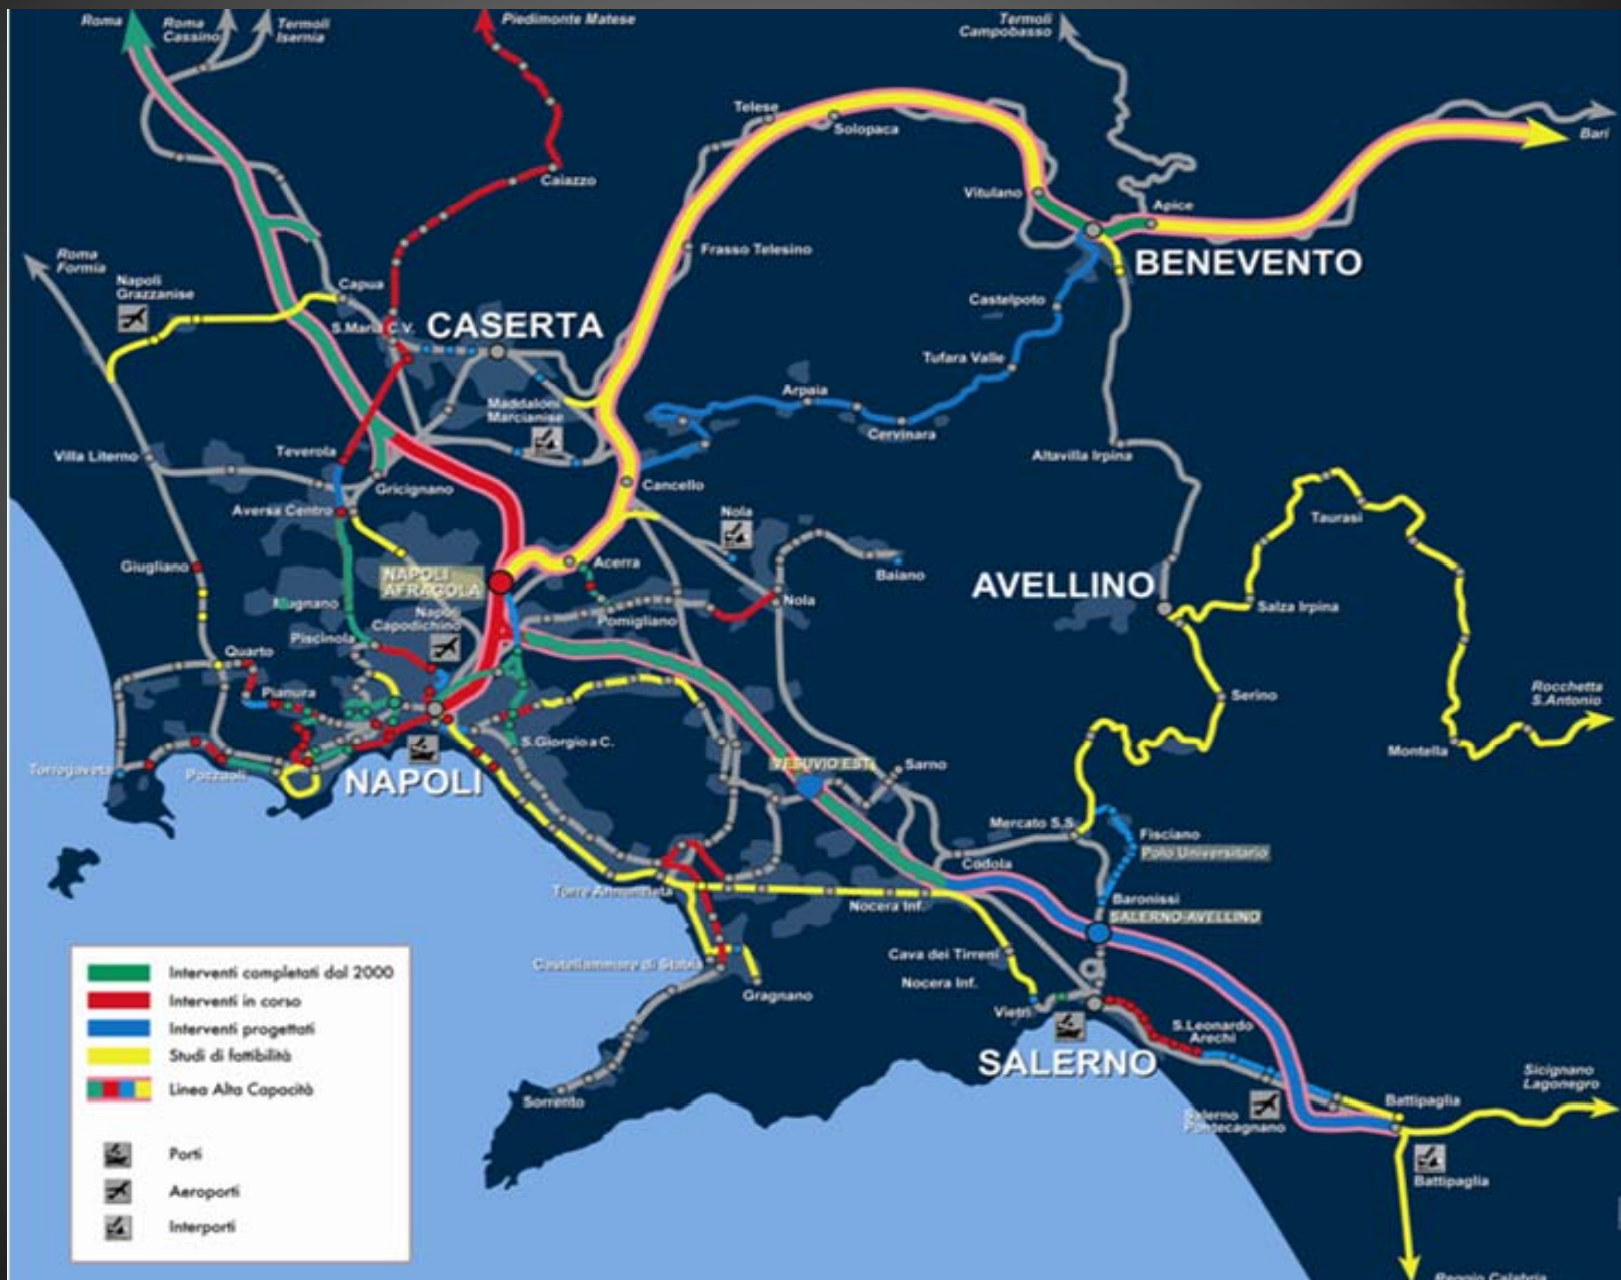 Roma
Roma
Cassino
Termoli
Isernia
Piedimonte Matese
Termoli
Campobasso
Bari
Telese
Solopaca
Caiazzo
Vitulano
Apice
BENEVENTO
Roma
Formia
Napoli
Grazzanise
Capua
S.Maria C.V.
CASERTA
Frasso Telesino
Castelpoto
Tufara Valle
Arpaia
Cervinara
Maddaloni
Marcianise
Altavilla Irpina
Villa Literno
Teverola
Gricignano
Cancello
Aversa Centro
Nola
Taurasi
Giugliano
NAPOLI
AFRAGOLA
Acerra
Baiano
AVELLINO
Mugnano
Napoli
Capodichino
Nola
Pomigliano
Salza Irpina
Piscinola
Quarto
Pianura
Serino
Rocchetta
S.Antonio
Montella
Torregaveta
Pozzuoli
NAPOLI
S.Giorgio a C.
VESUVIO EST
Sarno
Mercato S.S.
Fisciano
Polo Universitario
Codola
Torre Annunziata
Nocera Inf.
Baronissi
SALERNO-AVELLINO
Castellammare di Stabia
Gragnano
Cava dei Tirreni
Nocera Inf.
Vietri
SALERNO
S.Leonardo
Arechi
Sorrento
Salerno
Pontecagnano
Battipaglia
Sicignano
Lagonegro
Battipaglia
Reggio Calabria
Interventi completati dal 2000
Interventi in corso
Interventi progettati
Studi di fattibilità
Linea Alta Capacità
Porti
Aeroporti
Interporti